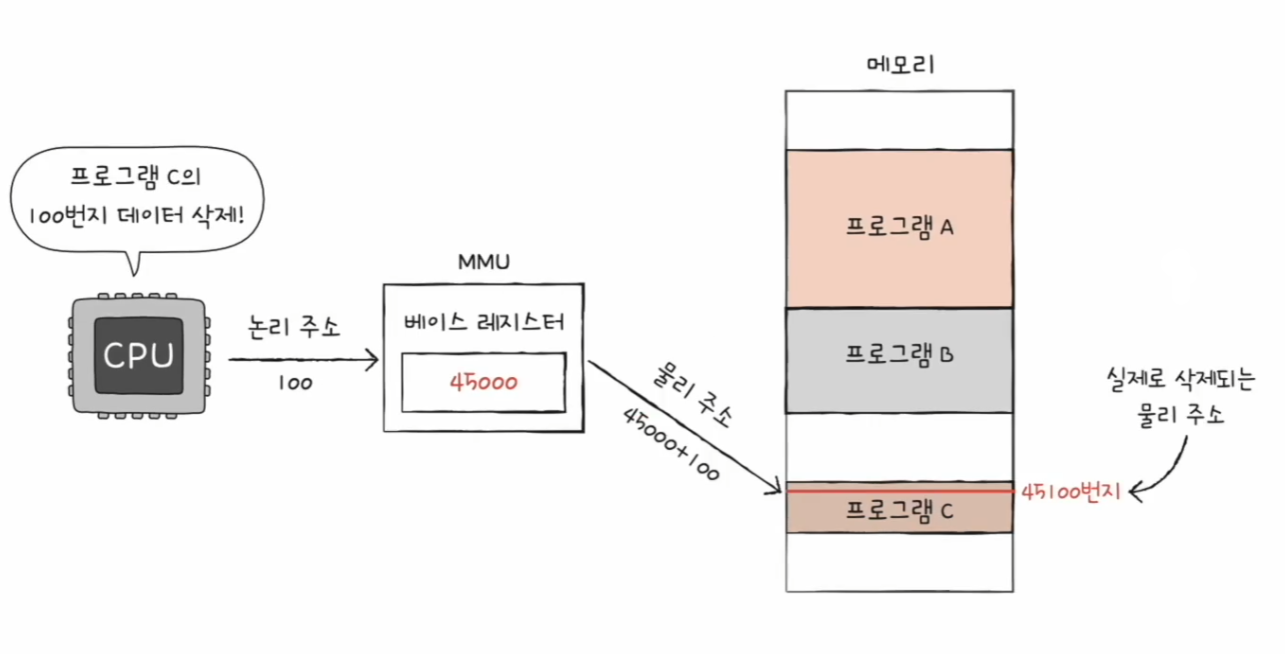 메모리
프로그램 C의
100번지 데이터 삭제!
프로그램 A
MMU
논리 주소
베이스 레지스터
CPU
100
45000
물리 주소
45000+100
프로그램 B
실제로 삭제되는
물리 주소
45100번지
프로그램 C